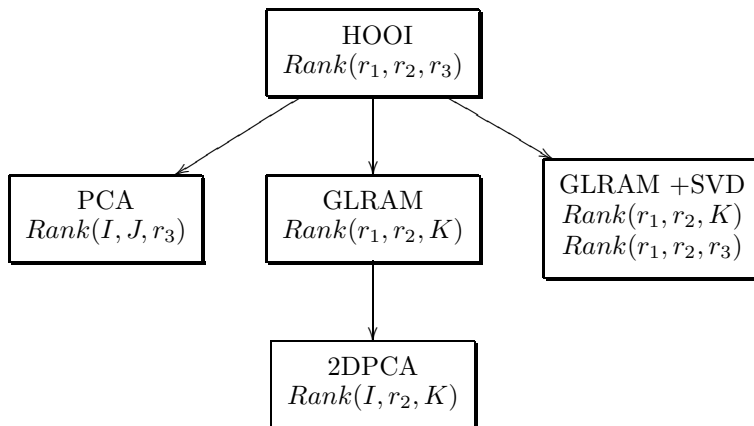 HOOI
Rank(r₁, r₂, r₃)
PCA
Rank(I, J, r₃)
GLRAM
Rank(r₁, r₂, K)
GLRAM +SVD
Rank(r₁, r₂, K)
Rank(r₁, r₂, r₃)
2DPCA
Rank(I, r₂, K)